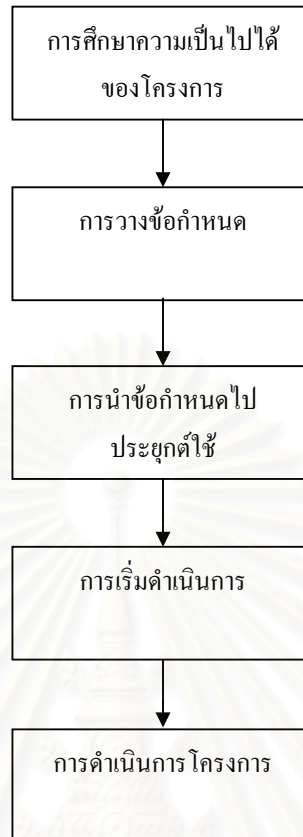 การศึกษาความเป็นไปได้
ของโครงการ
การวางข้อกำหนด
การนำข้อกำหนดไป
ประยุกต์ใช้
การเริ่มดำเนินการ
การดำเนินการโครงการ